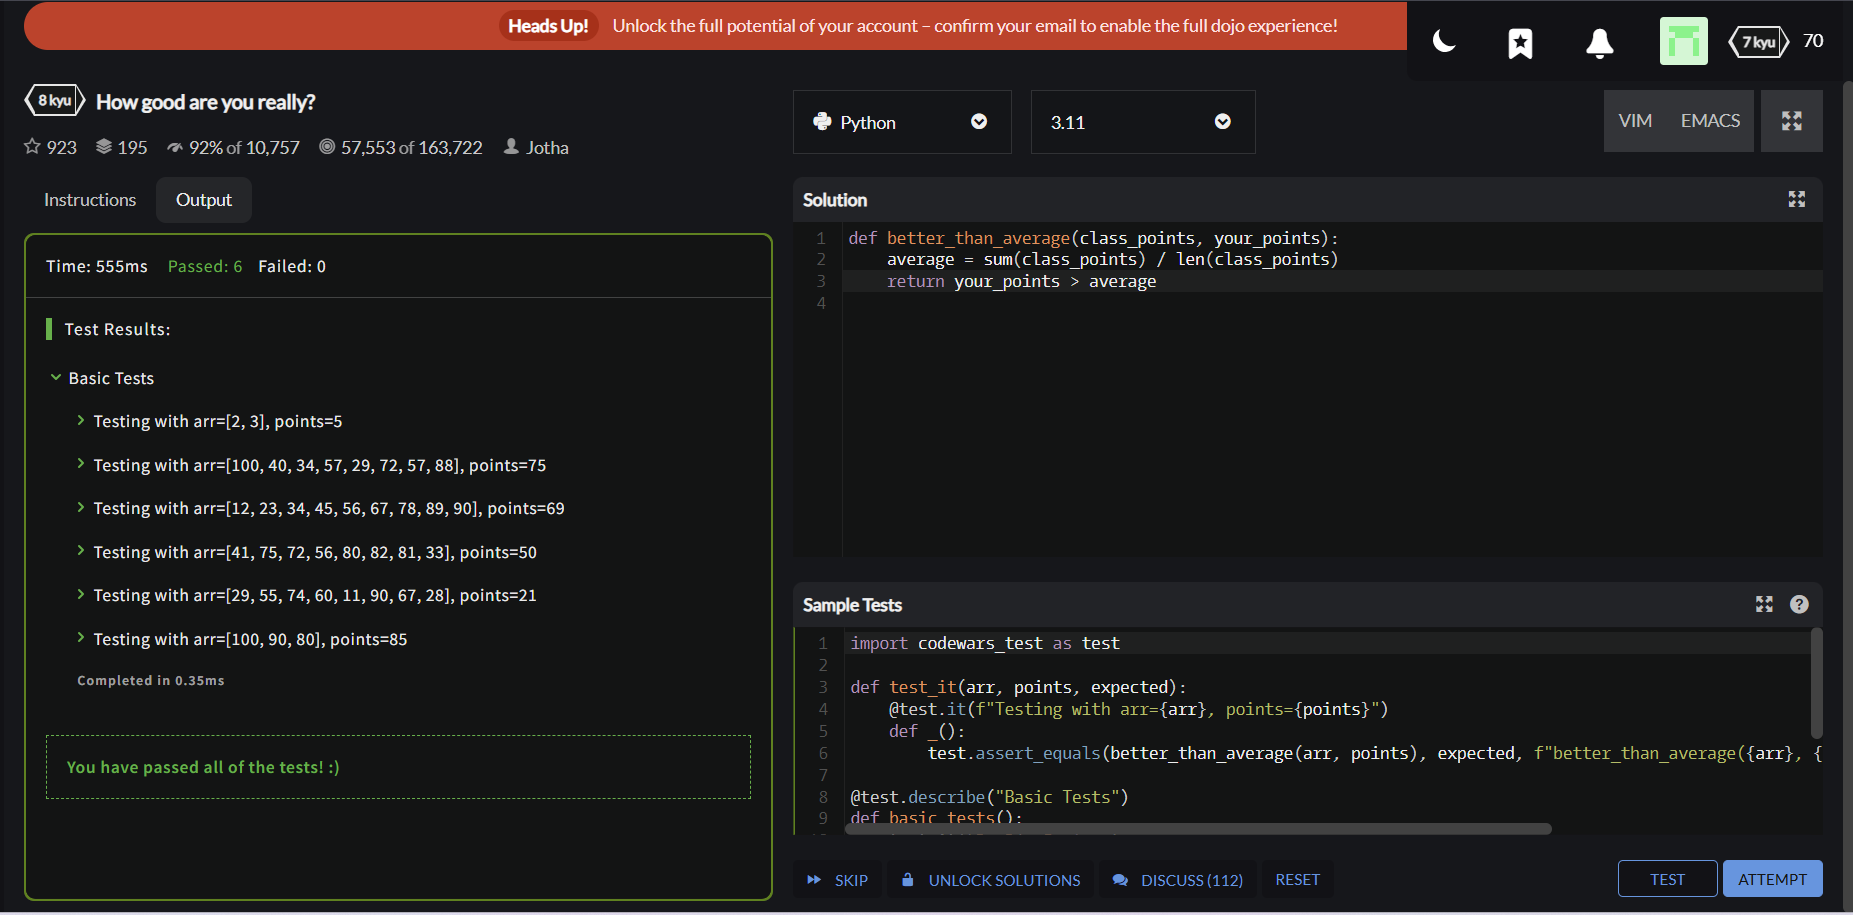 Heads Up! Unlock the full potential of your account – confirm your email to enable the full dojo experience!
7 kyu 70
8 kyu How good are you really?
923 195 92% of 10,757 57,553 of 163,722 Jotha
Instructions Output
Time: 555ms Passed: 6 Failed: 0
Test Results:
Basic Tests
Testing with arr=[2, 3], points=5
Testing with arr=[100, 40, 34, 57, 29, 72, 57, 88], points=75
Testing with arr=[12, 23, 34, 45, 56, 67, 78, 89, 90], points=69
Testing with arr=[41, 75, 72, 56, 80, 82, 81, 33], points=50
Testing with arr=[29, 55, 74, 60, 11, 90, 67, 28], points=21
Testing with arr=[100, 90, 80], points=85
Completed in 0.35ms
You have passed all of the tests! :)
Python 3.11 VIM EMACS
Solution
1 def better_than_average(class_points, your_points):
2     average = sum(class_points) / len(class_points)
3     return your_points > average
4
Sample Tests ?
1 import codewars_test as test
2
3 def test_it(arr, points, expected):
4     @test.it(f"Testing with arr={arr}, points={points}")
5     def _():
6         test.assert_equals(better_than_average(arr, points), expected, f"better_than_average({arr}, {
7
8 @test.describe("Basic Tests")
9 def basic_tests():
SKIP UNLOCK SOLUTIONS DISCUSS (112) RESET TEST ATTEMPT